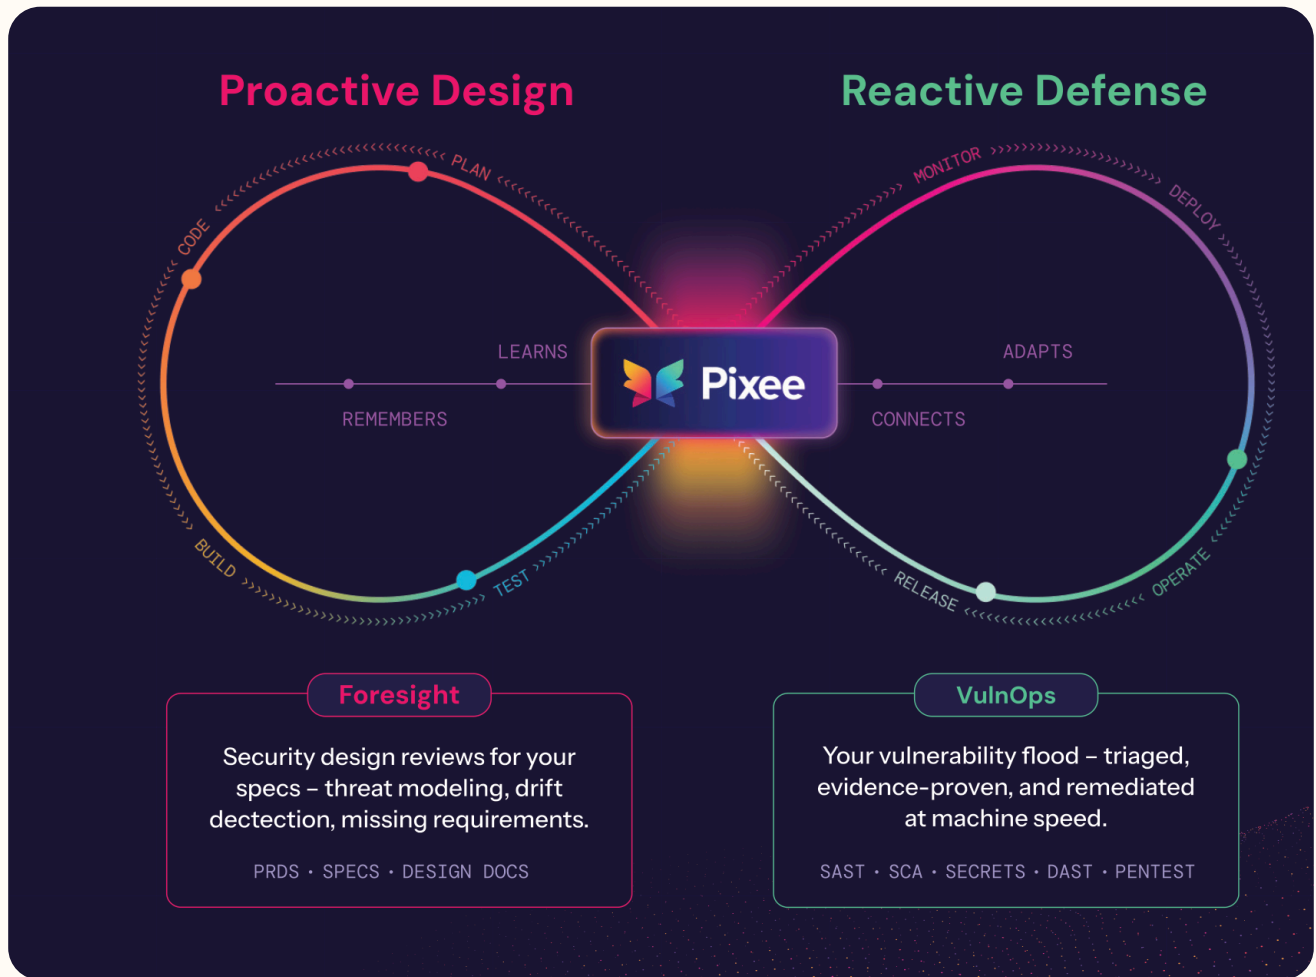 Proactive Design
Reactive Defense
PLAN
MONITOR
CODE
DEPLOY
LEARNS
ADAPTS
Pixee
REMEMBERS
CONNECTS
BUILD
TEST
RELEASE
OPERATE
Foresight
Security design reviews for your
specs – threat modeling, drift
dectection, missing requirements.
PRDS · SPECS · DESIGN DOCS
VulnOps
Your vulnerability flood – triaged,
evidence-proven, and remediated
at machine speed.
SAST · SCA · SECRETS · DAST · PENTEST